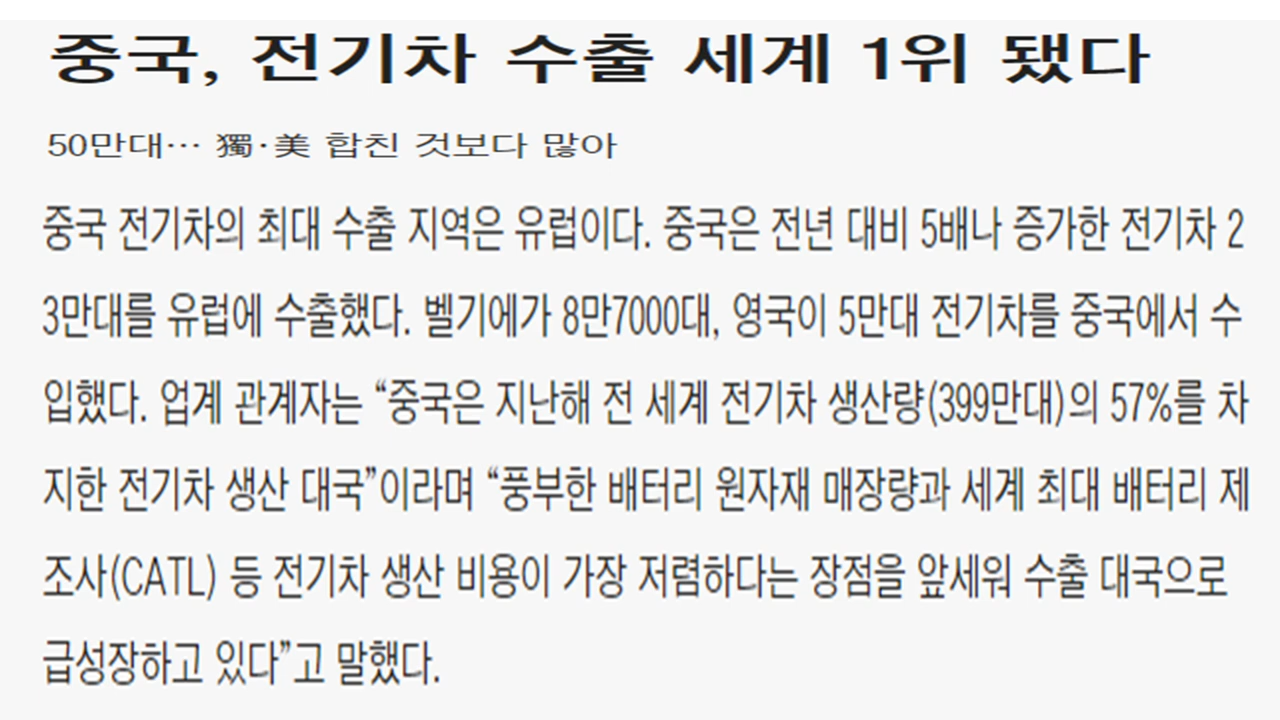 중국, 전기차 수출 세계 1위 됐다
50만대… 獨·美 합친 것보다 많아
중국 전기차의 최대 수출 지역은 유럽이다. 중국은 전년 대비 5배나 증가한 전기차 2
3만대를 유럽에 수출했다. 벨기에가 8만7000대, 영국이 5만대 전기차를 중국에서 수
입했다. 업계 관계자는 “중국은 지난해 전 세계 전기차 생산량(399만대)의 57%를 차
지한 전기차 생산 대국”이라며 “풍부한 배터리 원자재 매장량과 세계 최대 배터리 제
조사(CATL) 등 전기차 생산 비용이 가장 저렴하다는 장점을 앞세워 수출 대국으로
급성장하고 있다”고 말했다.